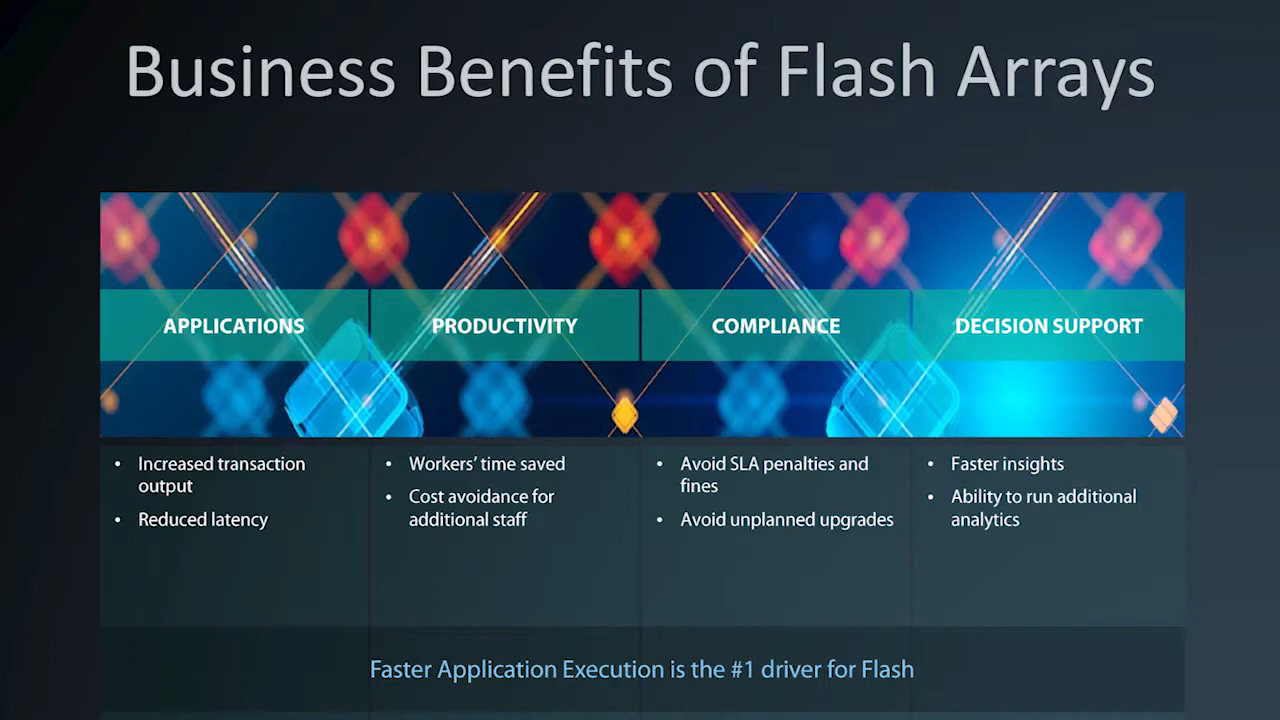 Business Benefits of Flash Arrays
APPLICATIONS
PRODUCTIVITY
COMPLIANCE
DECISION SUPPORT
• Increased transaction
output
• Reduced latency
• Workers’ time saved
• Cost avoidance for
additional staff
• Avoid SLA penalties and
fines
• Avoid unplanned upgrades
• Faster insights
• Ability to run additional
analytics
Faster Application Execution is the #1 driver for Flash